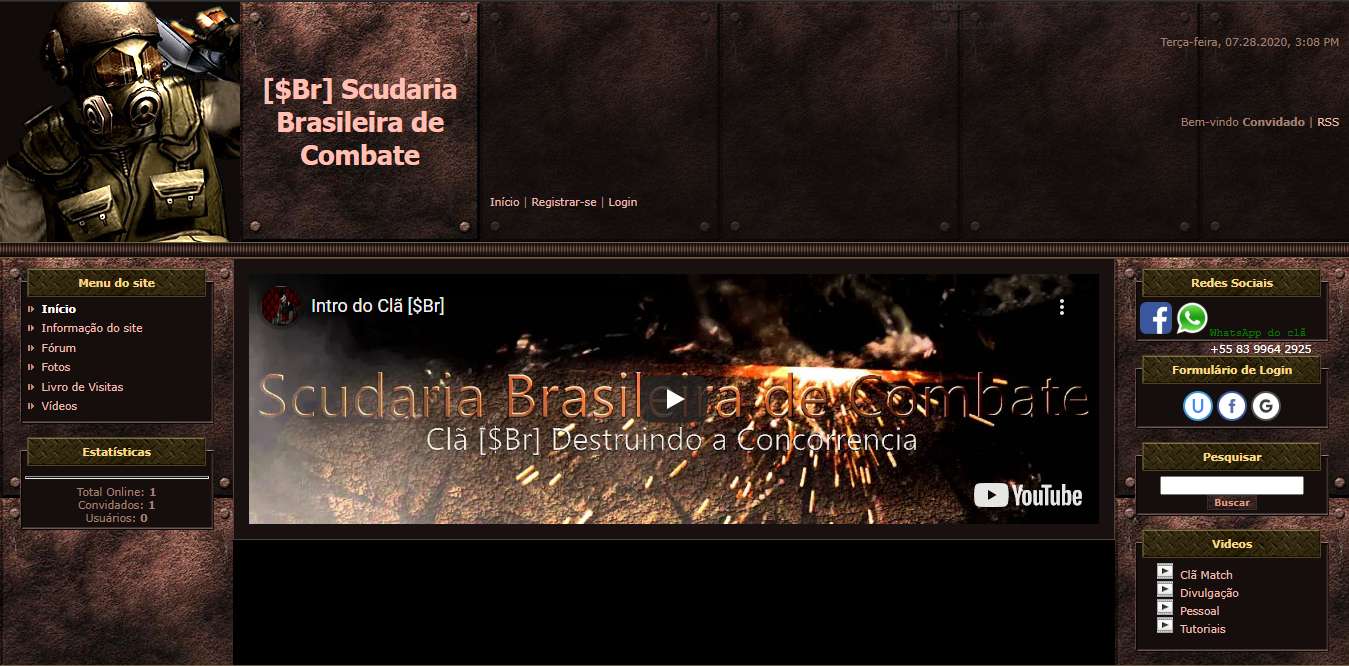 Início
Terça-feira, 07.28.2020, 3:08 PM
[$Br] Scudaria
Brasileira de
Combate
Bem-vindo Convidado | RSS
Início | Registrar-se | Login
Menu do site
Início
Informação do site
Fórum
Fotos
Livro de Visitas
Vídeos
Estatísticas
Total Online: 1
Convidados: 1
Usuários: 0
Intro do Clã [$Br]
Scudaria Brasileira de Combate
Clã [$Br] Destruindo a Concorrencia
YouTube
Redes Sociais
WhatsApp do clã
+55 83 9964 2925
Formulário de Login
U f G
Pesquisar
Buscar
Videos
Clã Match
Divulgação
Pessoal
Tutoriais